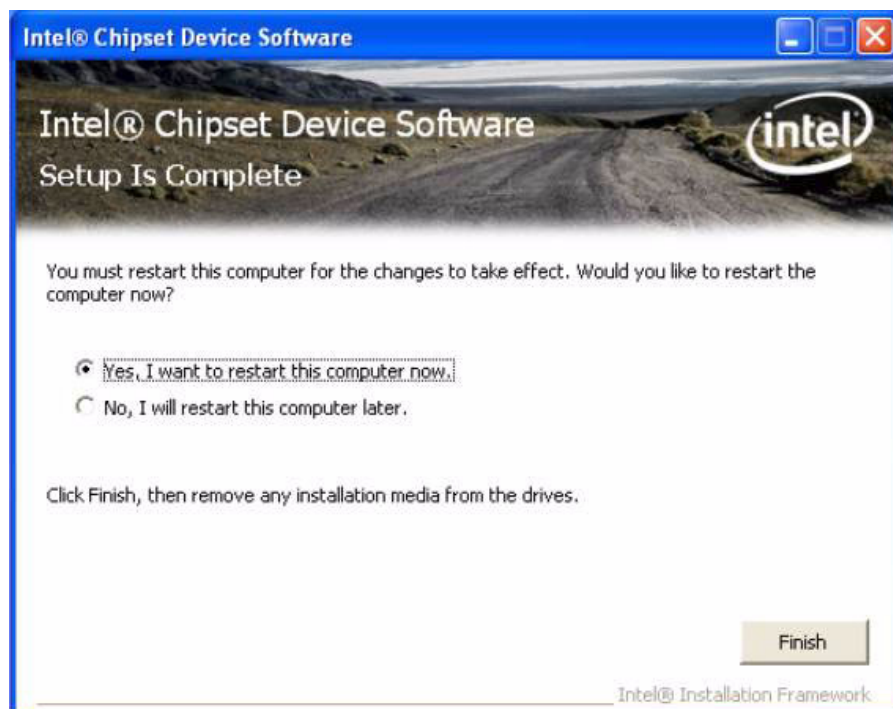 Intel® Chipset Device Software
Intel® Chipset Device Software
intel
Setup Is Complete
You must restart this computer for the changes to take effect. Would you like to restart the
computer now?
Yes, I want to restart this computer now.
No, I will restart this computer later.
Click Finish, then remove any installation media from the drives.
Finish
Intel® Installation Framework